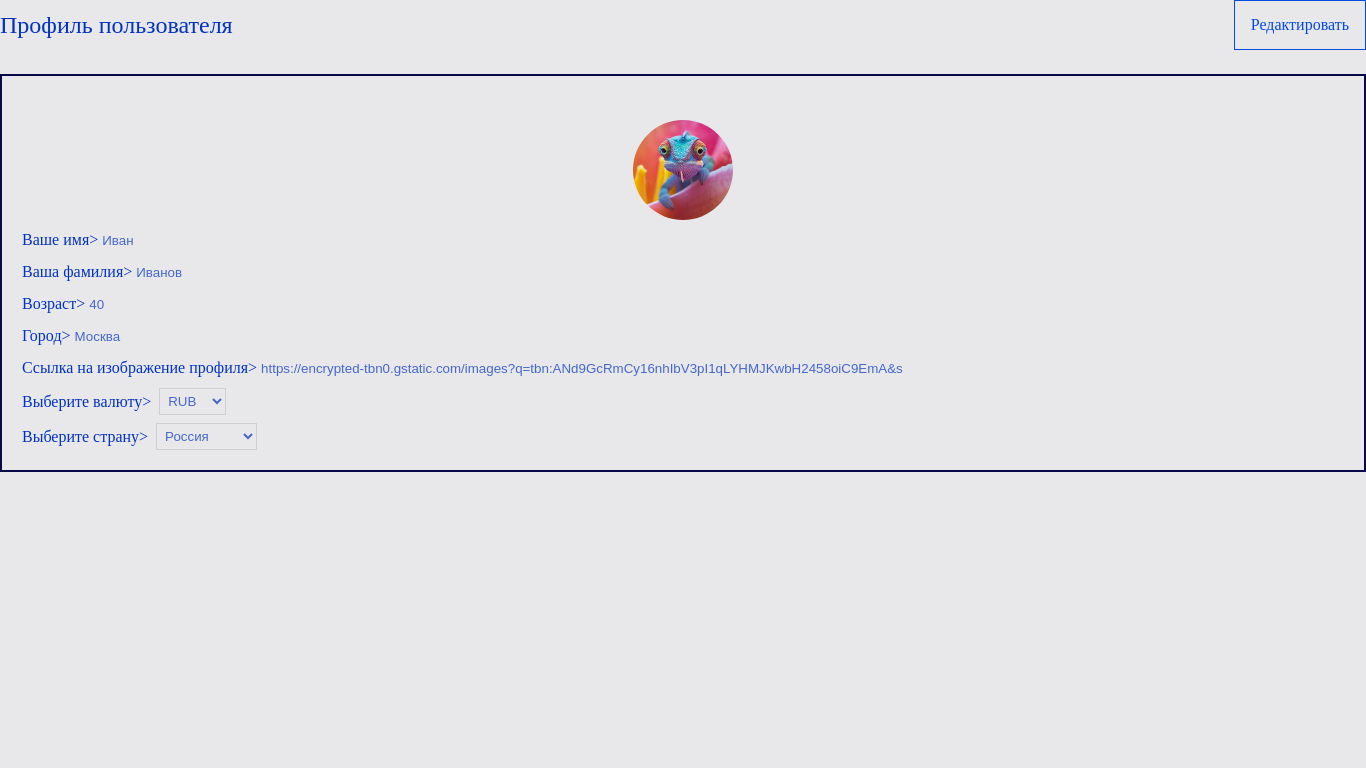 Профиль пользователя
Редактировать
Ваше имя> Иван
Ваша фамилия> Иванов
Возраст> 40
Город> Москва
Ссылка на изображение профиля> https://encrypted-tbn0.gstatic.com/images?q=tbn:ANd9GcRmCy16nhIbV3pI1qLYHMJKwbH2458oiC9EmA&s
Выберите валюту> RUB
Выберите страну> Россия